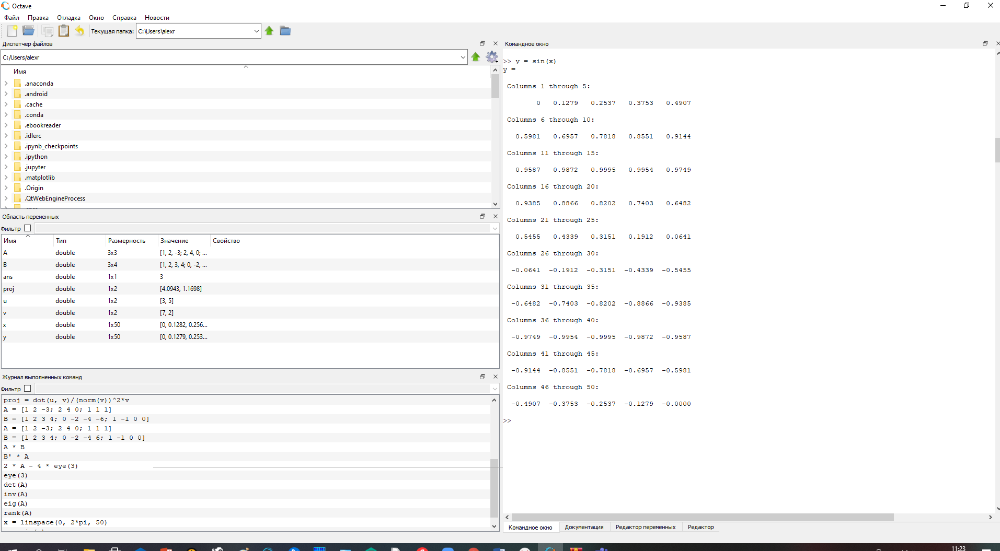 Octave
Файл Правка Отладка Окно Справка Новости
Текущая папка: C:\Users\alexr
Диспетчер файлов
C:/Users/alexr
Имя
.anaconda
.android
.cache
.conda
.ebookreader
.idlerc
.ipynb_checkpoints
.ipython
.jupyter
.matplotlib
.Origin
.QtWebEngineProcess
Область переменных
Фильтр
Имя Тип Размерность Значение Свойство
A double 3x3 [1, 2, -3; 2, 4, 0; ...
B double 3x4 [1, 2, 3, 4; 0, -2, ...
ans double 1x1 3
proj double 1x2 [4.0943, 1.1698]
u double 1x2 [3, 5]
v double 1x2 [7, 2]
x double 1x50 [0, 0.1282, 0.256...
y double 1x50 [0, 0.1279, 0.253...
Журнал выполненных команд
Фильтр
proj = dot(u, v)/(norm(v))^2*v
A = [1 2 -3; 2 4 0; 1 1 1]
B = [1 2 3 4; 0 -2 -4 -6; 1 -1 0 0]
A = [1 2 -3; 2 4 0; 1 1 1]
B = [1 2 3 4; 0 -2 -4 6; 1 -1 0 0]
A * B
B' * A
2 * A - 4 * eye(3)
eye(3)
det(A)
inv(A)
eig(A)
rank(A)
x = linspace(0, 2*pi, 50)
Командное окно
>> y = sin(x)
y =
Columns 1 through 5:
0 0.1279 0.2537 0.3753 0.4907
Columns 6 through 10:
0.5981 0.6957 0.7818 0.8551 0.9144
Columns 11 through 15:
0.9587 0.9872 0.9995 0.9954 0.9749
Columns 16 through 20:
0.9385 0.8866 0.8202 0.7403 0.6482
Columns 21 through 25:
0.5455 0.4339 0.3151 0.1912 0.0641
Columns 26 through 30:
-0.0641 -0.1912 -0.3151 -0.4339 -0.5455
Columns 31 through 35:
-0.6482 -0.7403 -0.8202 -0.8866 -0.9385
Columns 36 through 40:
-0.9749 -0.9954 -0.9995 -0.9872 -0.9587
Columns 41 through 45:
-0.9144 -0.8551 -0.7818 -0.6957 -0.5981
Columns 46 through 50:
-0.4907 -0.3753 -0.2537 -0.1279 -0.0000
>>
Командное окно Документация Редактор переменных Редактор
11:23